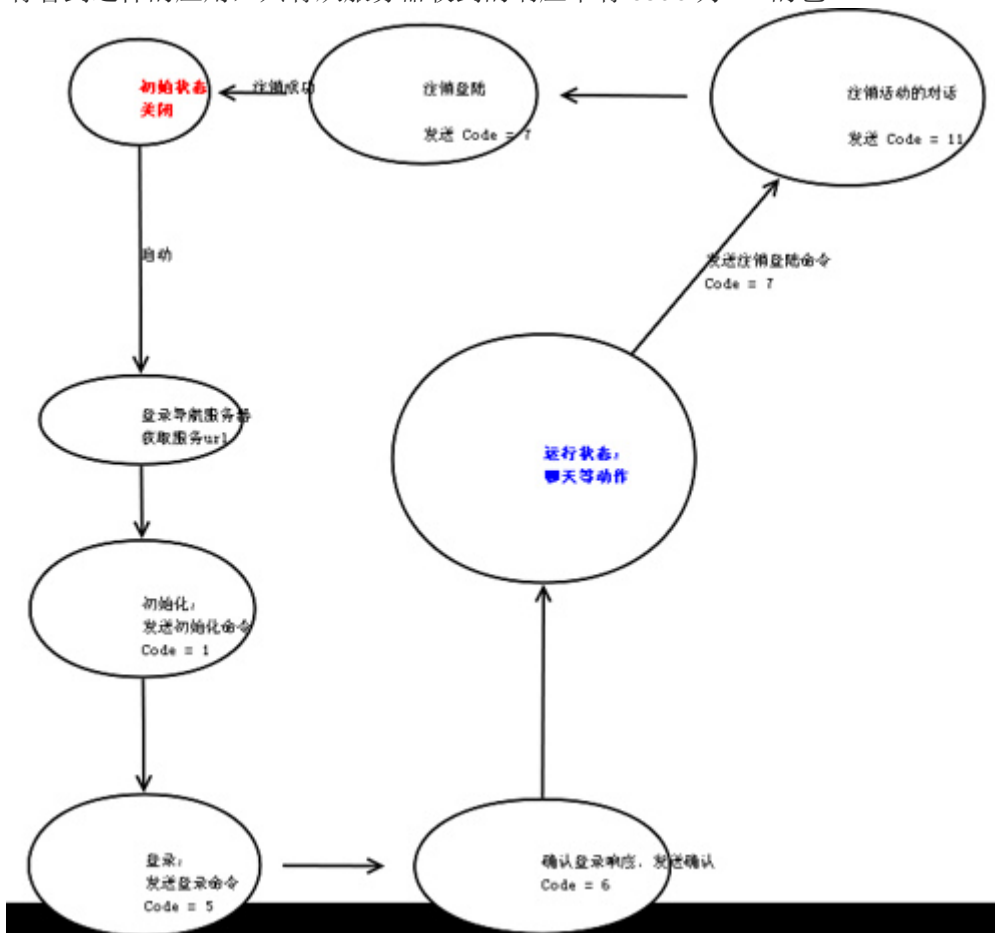 初始状态
关闭
注销成功
注销登陆
发送 Code = 7
注销活动的对话
发送 Code = 11
启动
发送注销登陆命令
Code = 7
登录导航服务器
获取服务url
运行状态:
聊天等动作
初始化:
发送初始化命令
Code = 1
登录:
发送登录命令
Code = 5
确认登录响应, 发送确认
Code = 6